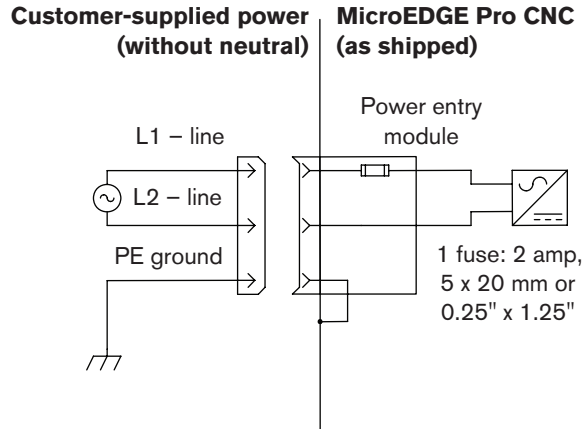 Customer-supplied power
(without neutral)
MicroEDGE Pro CNC
(as shipped)
Power entry
module
L1 – line
L2 – line
PE ground
1 fuse: 2 amp,
5 x 20 mm or
0.25" x 1.25"